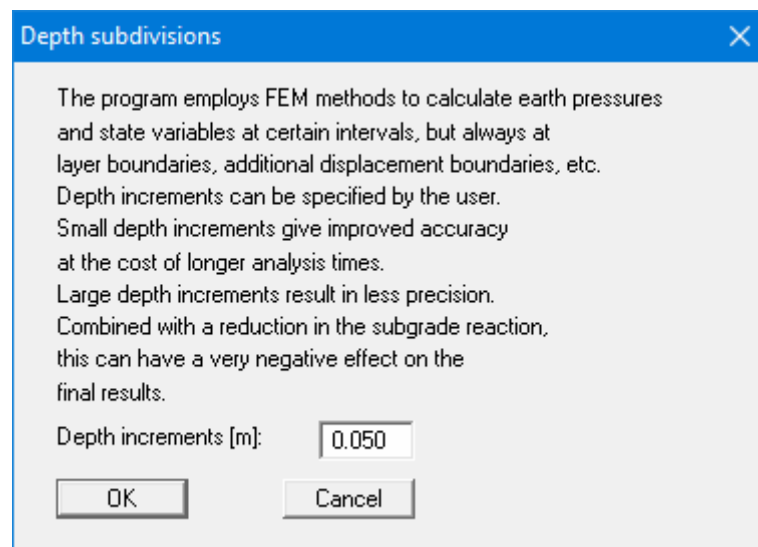 Depth subdivisions
The program employs FEM methods to calculate earth pressures
and state variables at certain intervals, but always at
layer boundaries, additional displacement boundaries, etc.
Depth increments can be specified by the user.
Small depth increments give improved accuracy
at the cost of longer analysis times.
Large depth increments result in less precision.
Combined with a reduction in the subgrade reaction,
this can have a very negative effect on the
final results.
Depth increments [m]: 0.050
OK Cancel